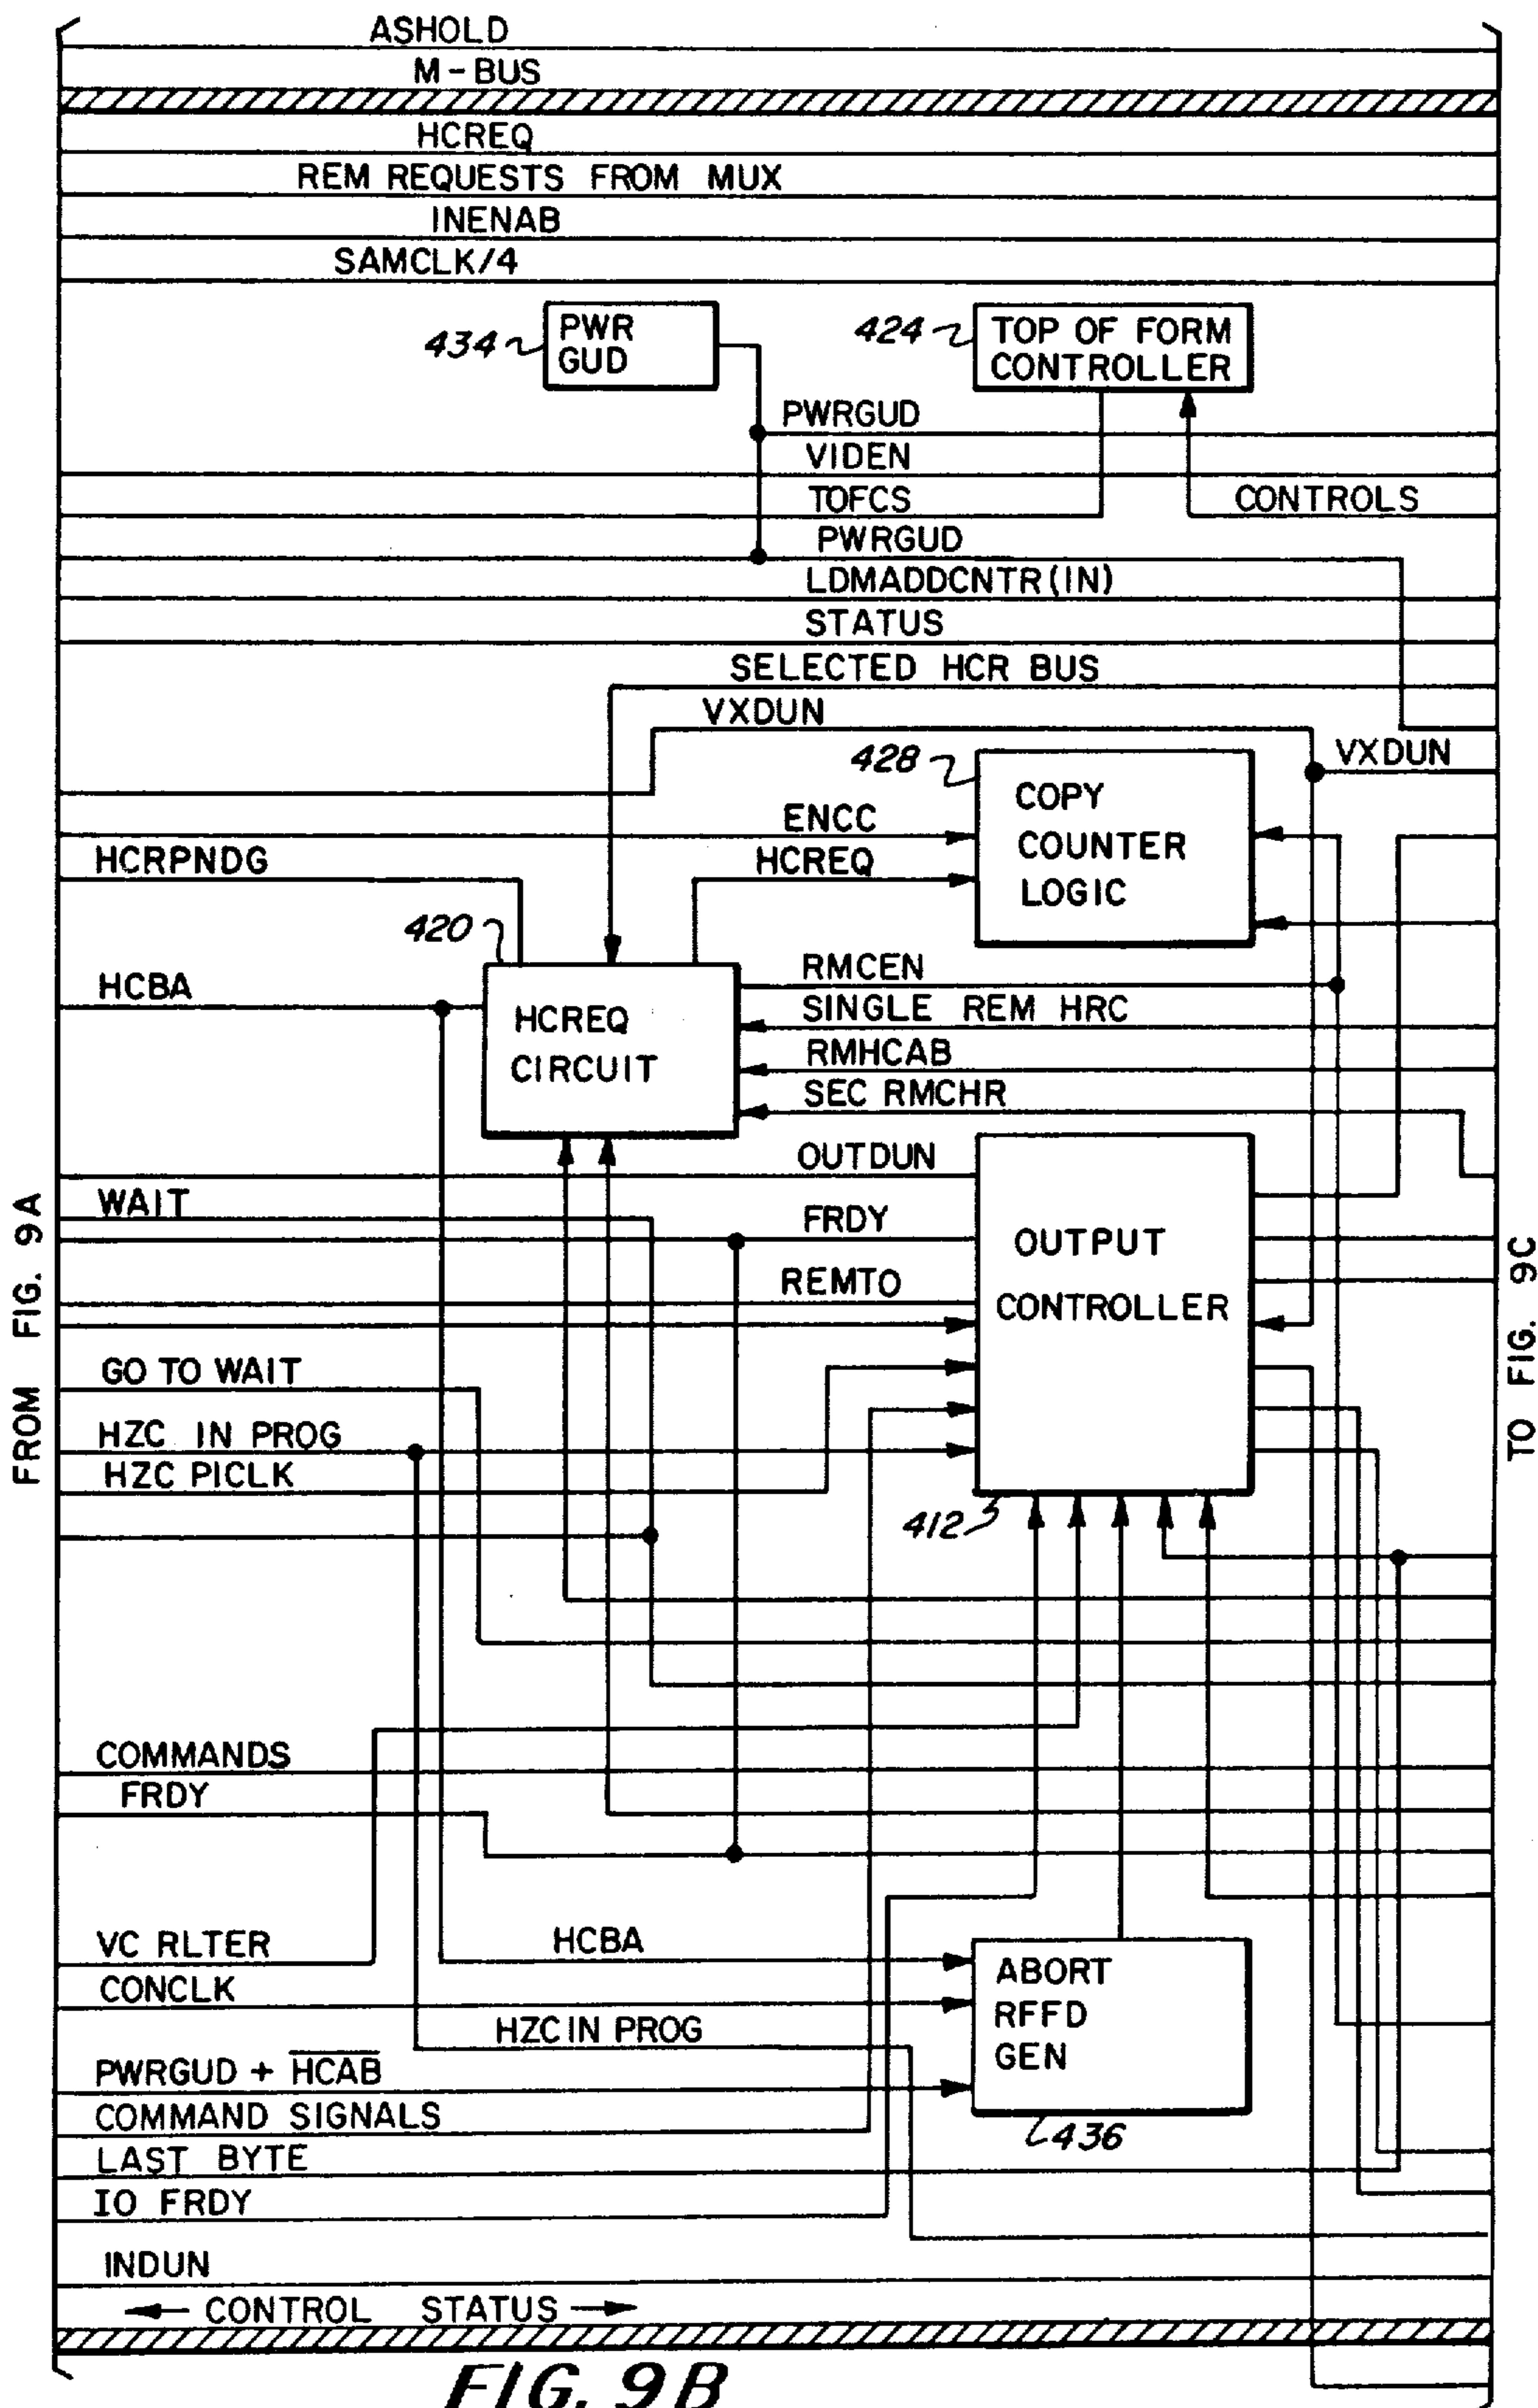 ASHOLD
M-BUS
HCREQ
REM REQUESTS FROM MUX
INENAB
SAMCLK/4
434
PWR
GUD
424
TOP OF FORM
CONTROLLER
PWRGUD
VIDEN
TOFCS
CONTROLS
PWRGUD
LDMADDCNTR(IN)
STATUS
SELECTED HCR BUS
VXDUN
VXDUN
428
COPY
COUNTER
LOGIC
ENCC
HCRPNDG
HCREQ
420
HCBA
HCREQ
CIRCUIT
RMCEN
SINGLE REM HRC
RMHCAB
SEC RMCHR
OUTDUN
WAIT
FRDY
OUTPUT
CONTROLLER
REMTO
FROM FIG. 9A
TO FIG. 9C
GO TO WAIT
HZC IN PROG
HZC PICLK
412
COMMANDS
FRDY
VC RLTER
HCBA
CONCLK
ABORT
RFFD
GEN
HZC IN PROG
PWRGUD + H̅C̅A̅B̅
COMMAND SIGNALS
436
LAST BYTE
IO FRDY
INDUN
← CONTROL STATUS →
FIG. 9B